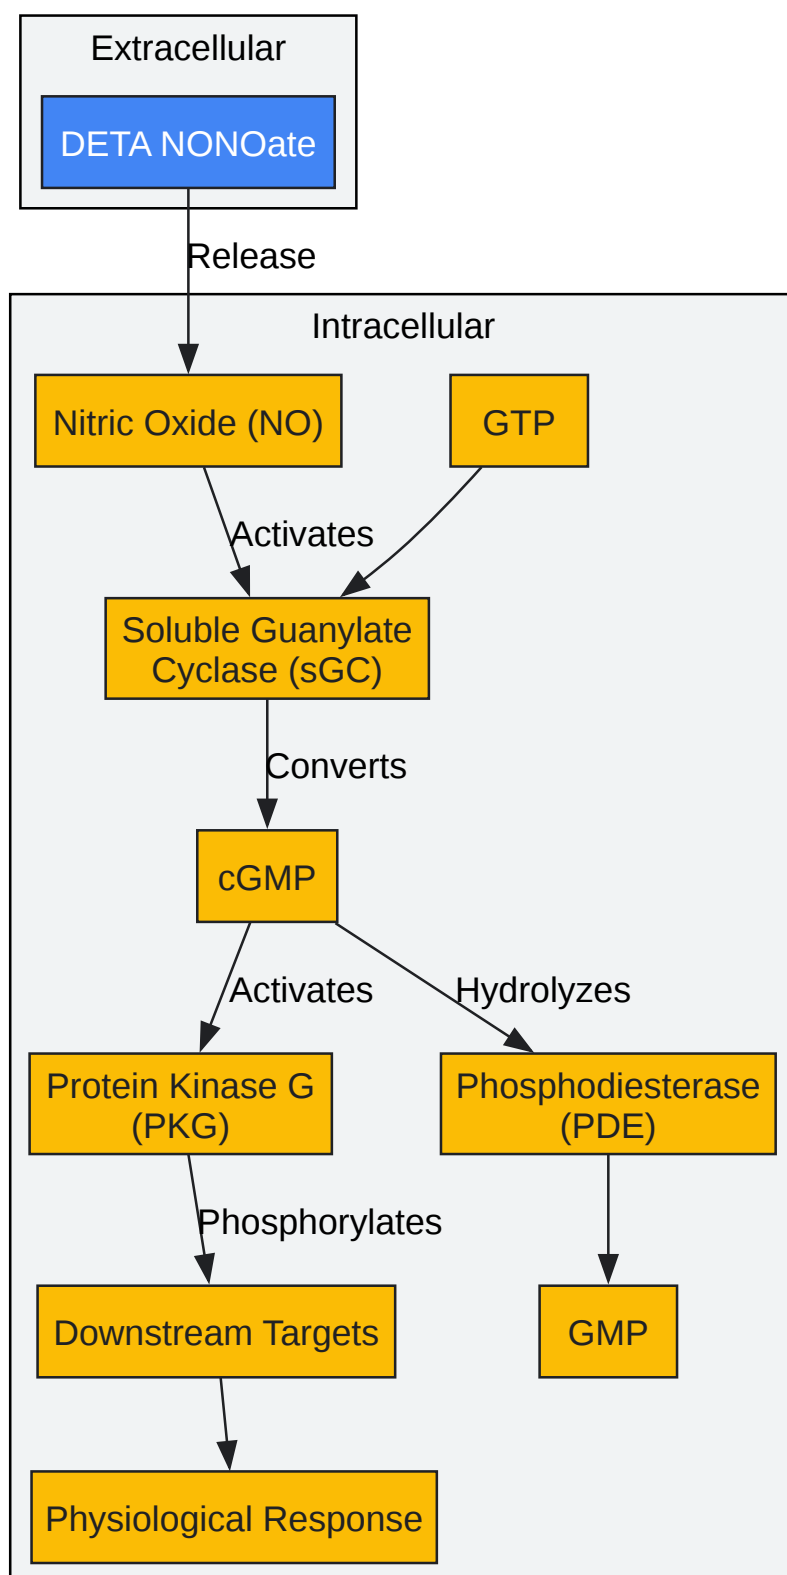 Extracellular
DETA NONOate
Release
Intracellular
Nitric Oxide (NO)
GTP
Activates
Soluble Guanylate
Cyclase (sGC)
Converts
cGMP
Activates
Hydrolyzes
Protein Kinase G
(PKG)
Phosphodiesterase
(PDE)
Phosphorylates
Downstream Targets
GMP
Physiological Response